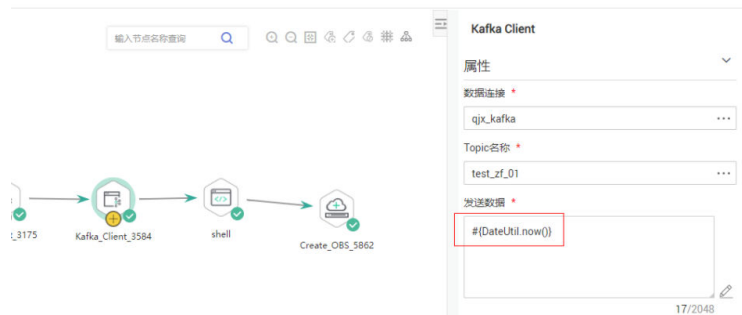 输入节点名称查询
:_3175
Kafka_Client_3584
shell
Create_OBS_5862
Kafka Client
属性
数据连接 *
qjx_kafka
...
Topic名称 *
test_zf_01
...
发送数据 *
#{DateUtil.now()}
17/2048